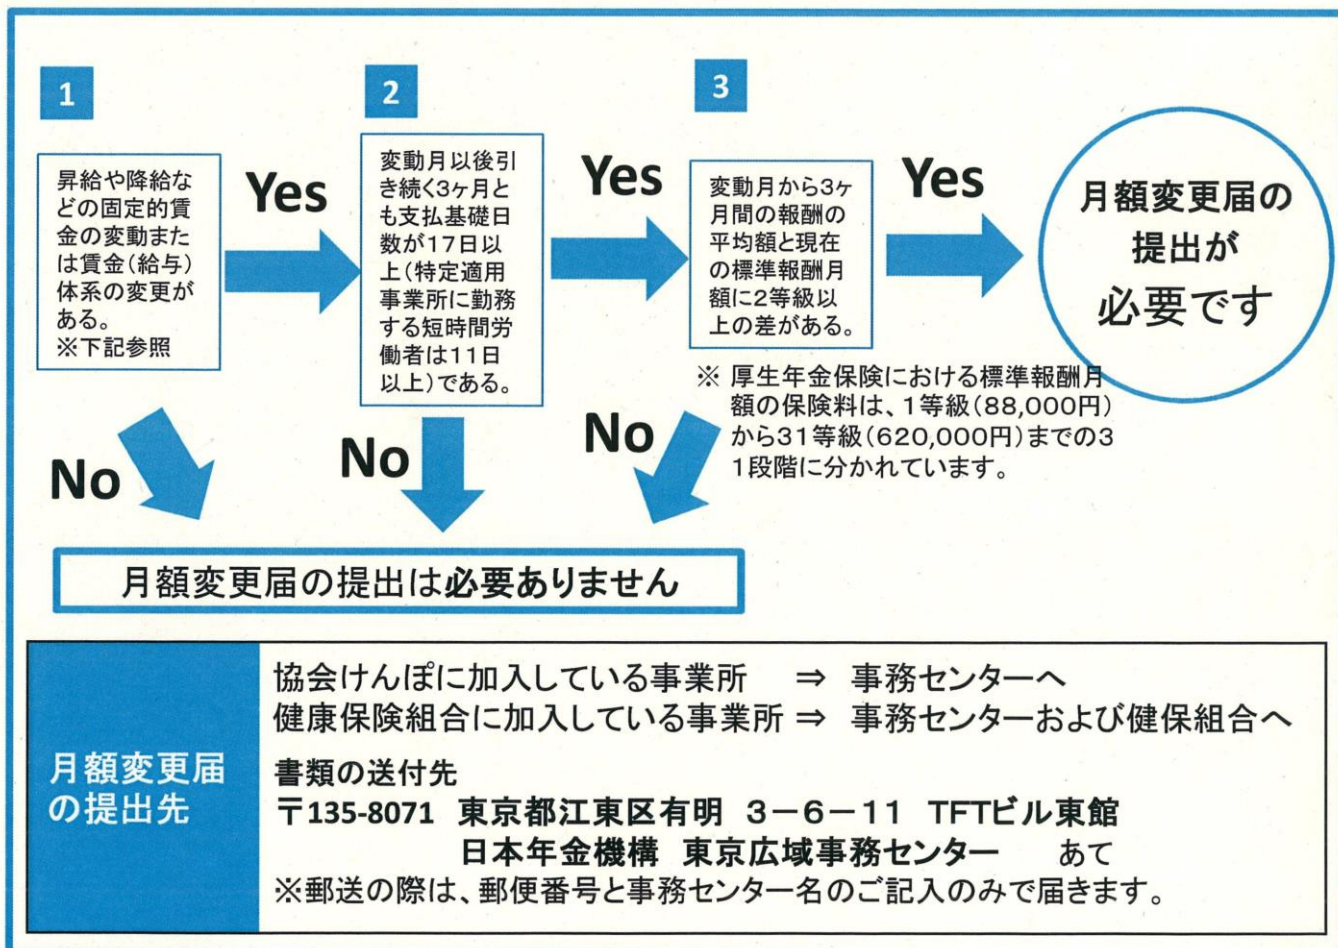 1
昇給や降給な
どの固定的賃
金の変動また
は賃金(給与)
体系の変更が
ある。
※下記参照
Yes
2
変動月以後引
き続く3ヶ月と
も支払基礎日
数が17日以
上(特定適用
事業所に勤務
する短時間労
働者は11日
以上)である。
Yes
3
変動月から3ヶ
月間の報酬の
平均額と現在
の標準報酬月
額に2等級以
上の差がある。
Yes
月額変更届の
提出が
必要です
※ 厚生年金保険における標準報酬月
額の保険料は、1等級(88,000円)
から31等級(620,000円)までの3
1段階に分かれています。
No
No
No
月額変更届の提出は必要ありません
月額変更届
の提出先
協会けんぽに加入している事業所 ⇒ 事務センターへ
健康保険組合に加入している事業所 ⇒ 事務センターおよび健保組合へ
書類の送付先
〒135-8071 東京都江東区有明 3-6-11 TFTビル東館
日本年金機構 東京広域事務センター あて
※郵送の際は、郵便番号と事務センター名のご記入のみで届きます。